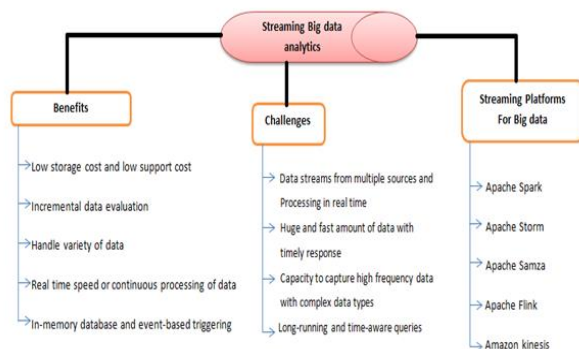 Streaming Big data
analytics
Benefits
Low storage cost and low support cost
Incremental data evaluation
Handle variety of data
Real time speed or continuous processing of data
In-memory database and event-based triggering
Challenges
Data streams from multiple sources and
Processing in real time
Huge and fast amount of data with
timely response
Capacity to capture high frequency data
with complex data types
Long-running and time-aware queries
Streaming Platforms
For Big data
Apache Spark
Apache Storm
Apache Samza
Apache Flink
Amazon kinesis